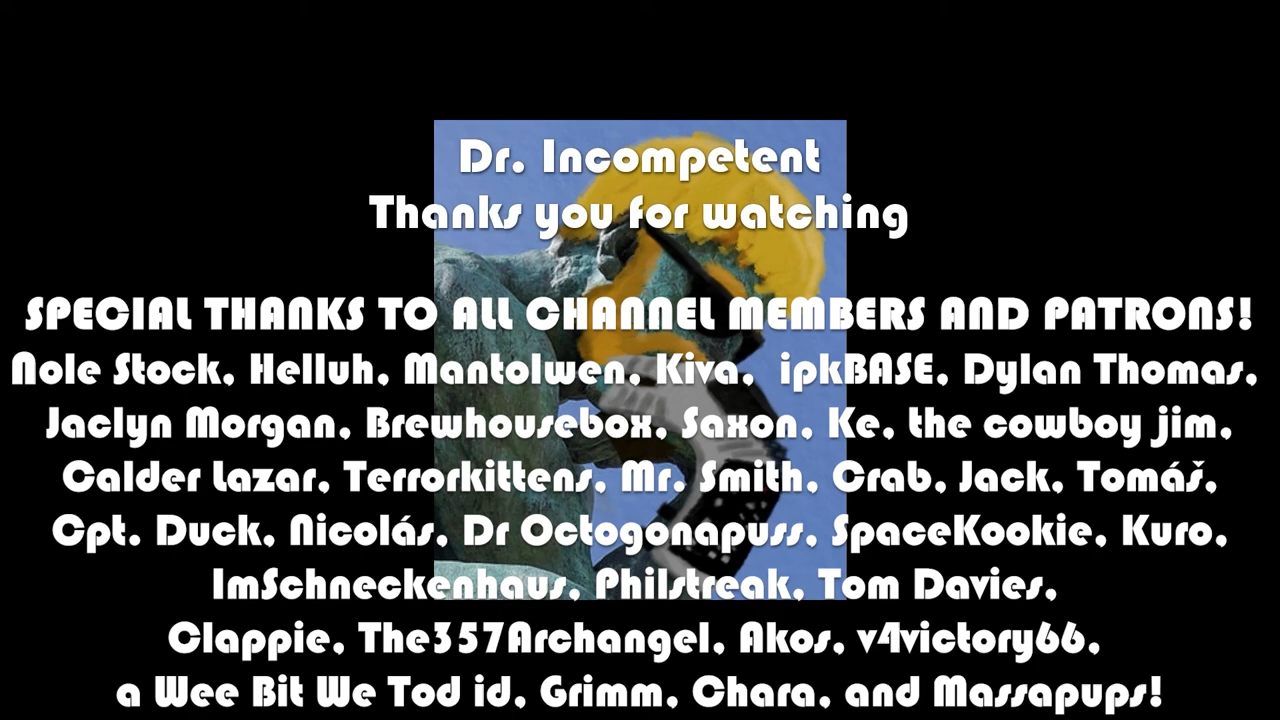 Dr. Incompetent
Thanks you for watching
SPECIAL THANKS TO ALL CHANNEL MEMBERS AND PATRONS!
Nole Stock, Helluh, Mantolwen, Kiva, ipkBASE, Dylan Thomas,
Jaclyn Morgan, Brewhousebox, Saxon, Ke, the cowboy jim,
Calder Lazar, Terrorkittens, Mr. Smith, Crab, Jack, Tomáš,
Cpt. Duck, Nicolás, Dr Octogonapuss, SpaceKookie, Kuro,
ImSchneckenhaus, Philstreak, Tom Davies,
Clappie, The357Archangel, Akos, v4victory66,
a Wee Bit We Tod id, Grimm, Chara, and Massapups!